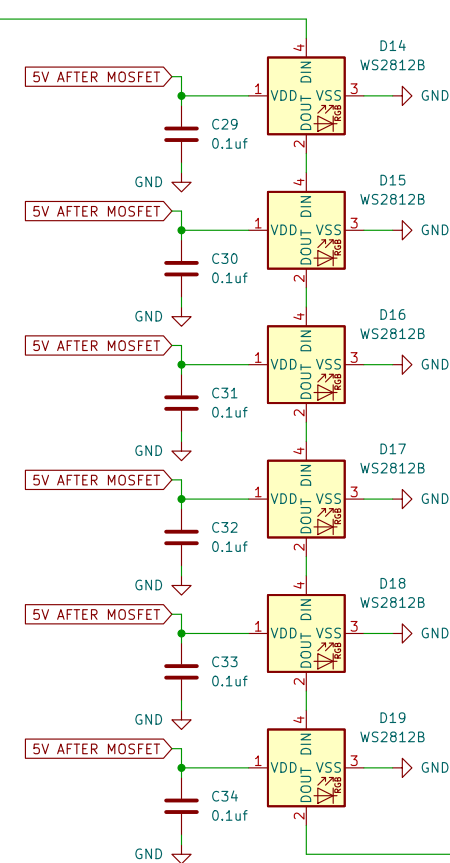 D14
WS2812B
5V AFTER MOSFET
4
DIN
1
VDD
VSS
3
GND
DOUT
RGB
2
C29
0.1uf
GND
D15
WS2812B
5V AFTER MOSFET
4
DIN
1
VDD
VSS
3
GND
DOUT
RGB
2
C30
0.1uf
GND
D16
WS2812B
5V AFTER MOSFET
4
DIN
1
VDD
VSS
3
GND
DOUT
RGB
2
C31
0.1uf
GND
D17
WS2812B
5V AFTER MOSFET
4
DIN
1
VDD
VSS
3
GND
DOUT
RGB
2
C32
0.1uf
GND
D18
WS2812B
5V AFTER MOSFET
4
DIN
1
VDD
VSS
3
GND
DOUT
RGB
2
C33
0.1uf
GND
D19
WS2812B
5V AFTER MOSFET
4
DIN
1
VDD
VSS
3
GND
DOUT
RGB
2
C34
0.1uf
GND